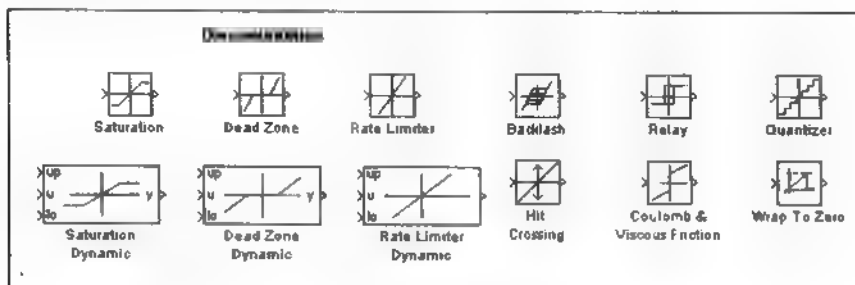 Saturation Dead Zone Rate Limiter Backlash Relay Quantizer
up up up
u y u y u y
lo lo lo
Saturation Dynamic
Dead Zone Dynamic
Rate Limiter Dynamic
Hit Crossing
Coulomb & Viscous Friction
Wrap To Zero